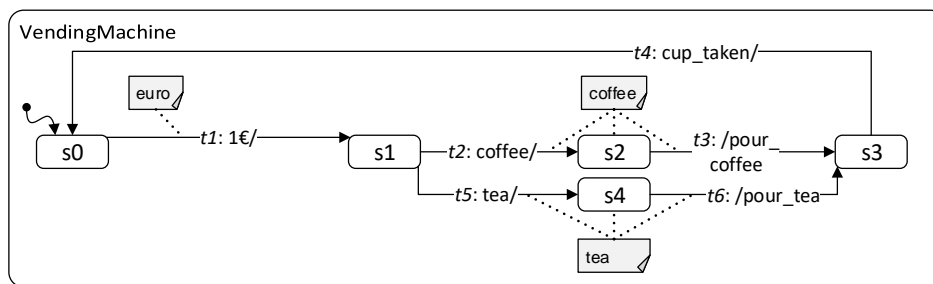 VendingMachine
t4: cup_taken/
euro
coffee
t1: 1€/
s0
s1
t2: coffee/
s2
t3: /pour_
coffee
s3
t5: tea/
s4
t6: /pour_tea
tea